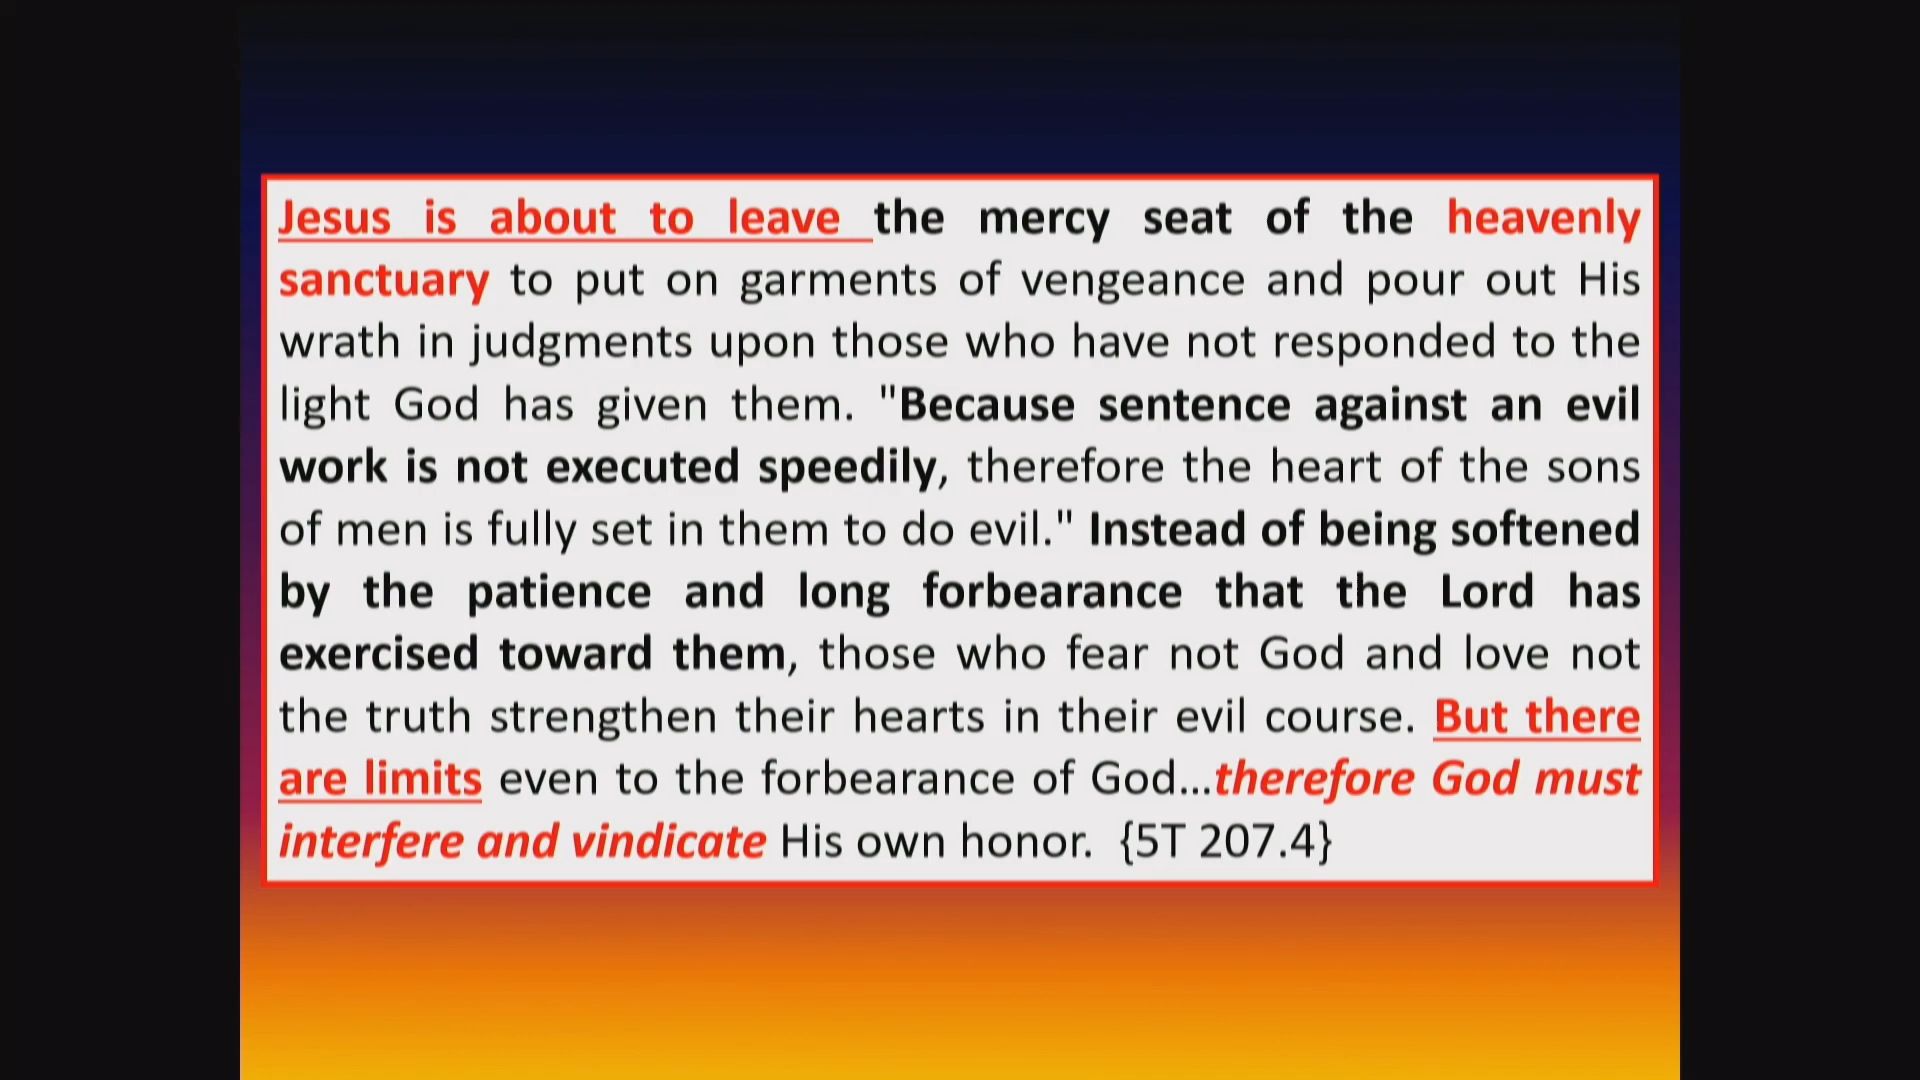 Jesus is about to leave the mercy seat of the heavenly
sanctuary to put on garments of vengeance and pour out His
wrath in judgments upon those who have not responded to the
light God has given them. "Because sentence against an evil
work is not executed speedily, therefore the heart of the sons
of men is fully set in them to do evil." Instead of being softened
by the patience and long forbearance that the Lord has
exercised toward them, those who fear not God and love not
the truth strengthen their hearts in their evil course. But there
are limits even to the forbearance of God...therefore God must
interfere and vindicate His own honor. {5T 207.4}